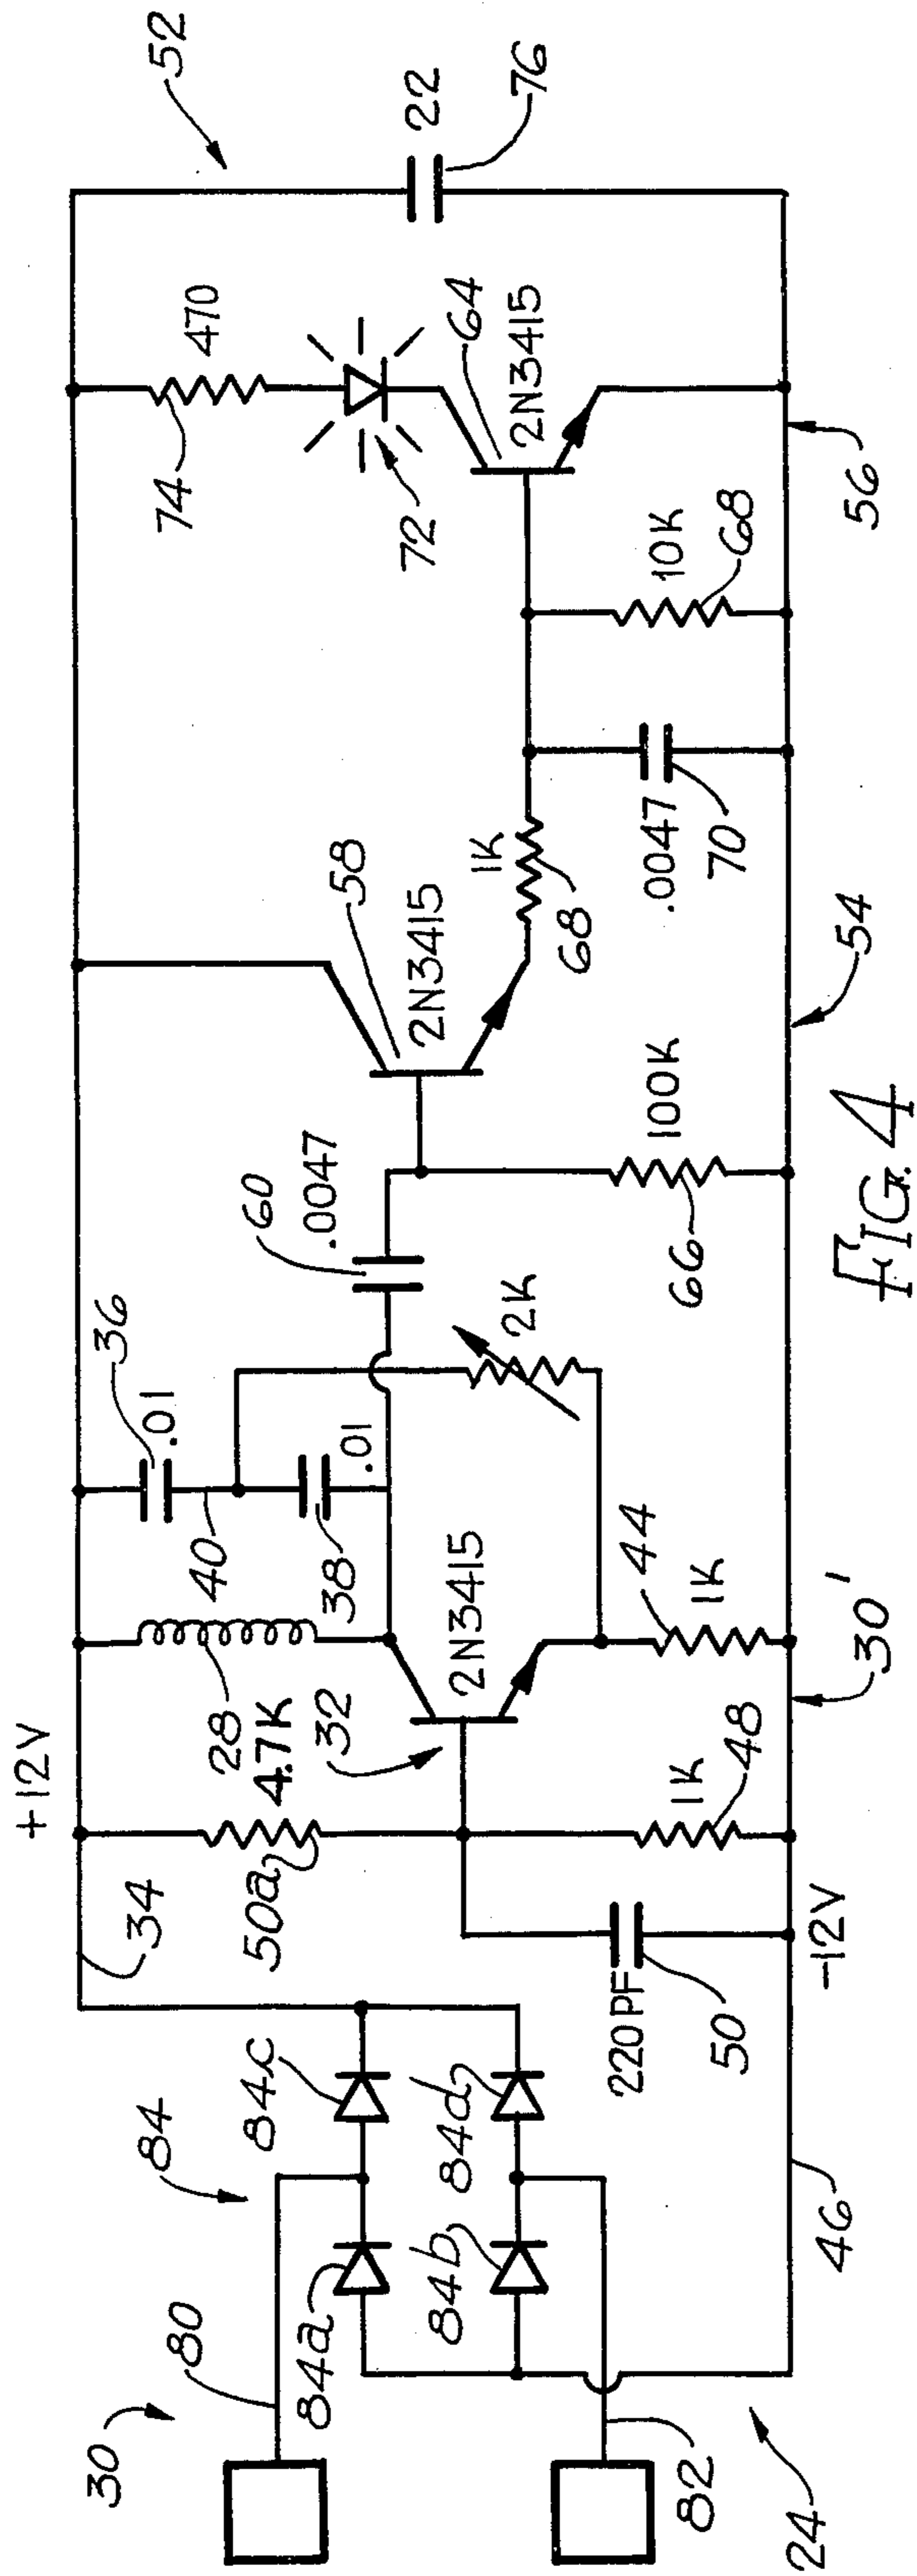 30
80
84
84c
84a
84b
84d
82
24
46
34
+12V
50a
4.7K
28
32
2N3415
220PF
50
-12V
1K
48
44
1K
30'
40
38
.01
36
.01
2K
60
.0047
66
100K
58
2N3415
1K
68
.0047
70
54
10K
68
56
74
470
72
64
2N3415
52
22
76
FIG. 4